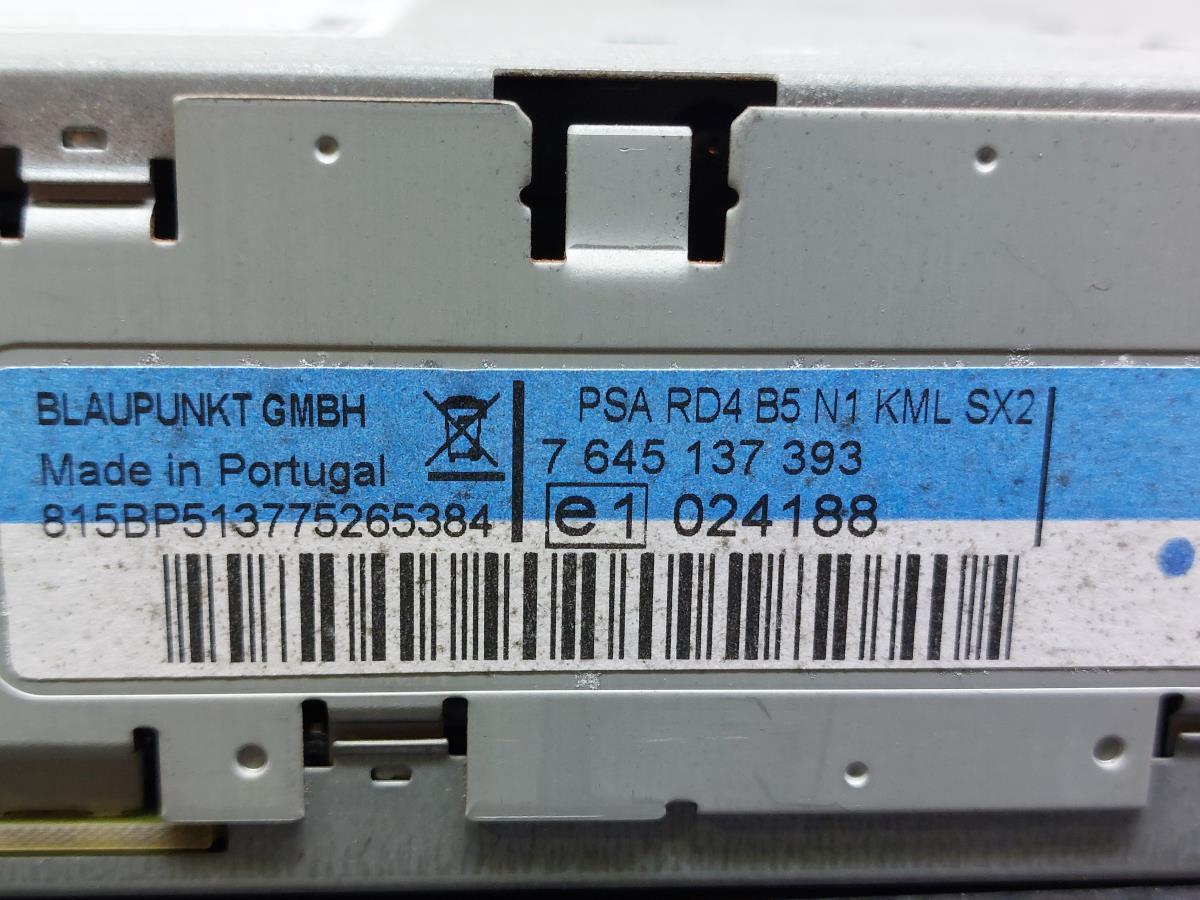 BLAUPUNKT GMBH
Made in Portugal
815BP513775265384
PSA RD4 B5 N1 KML SX2
7 645 137 393
e1 024188